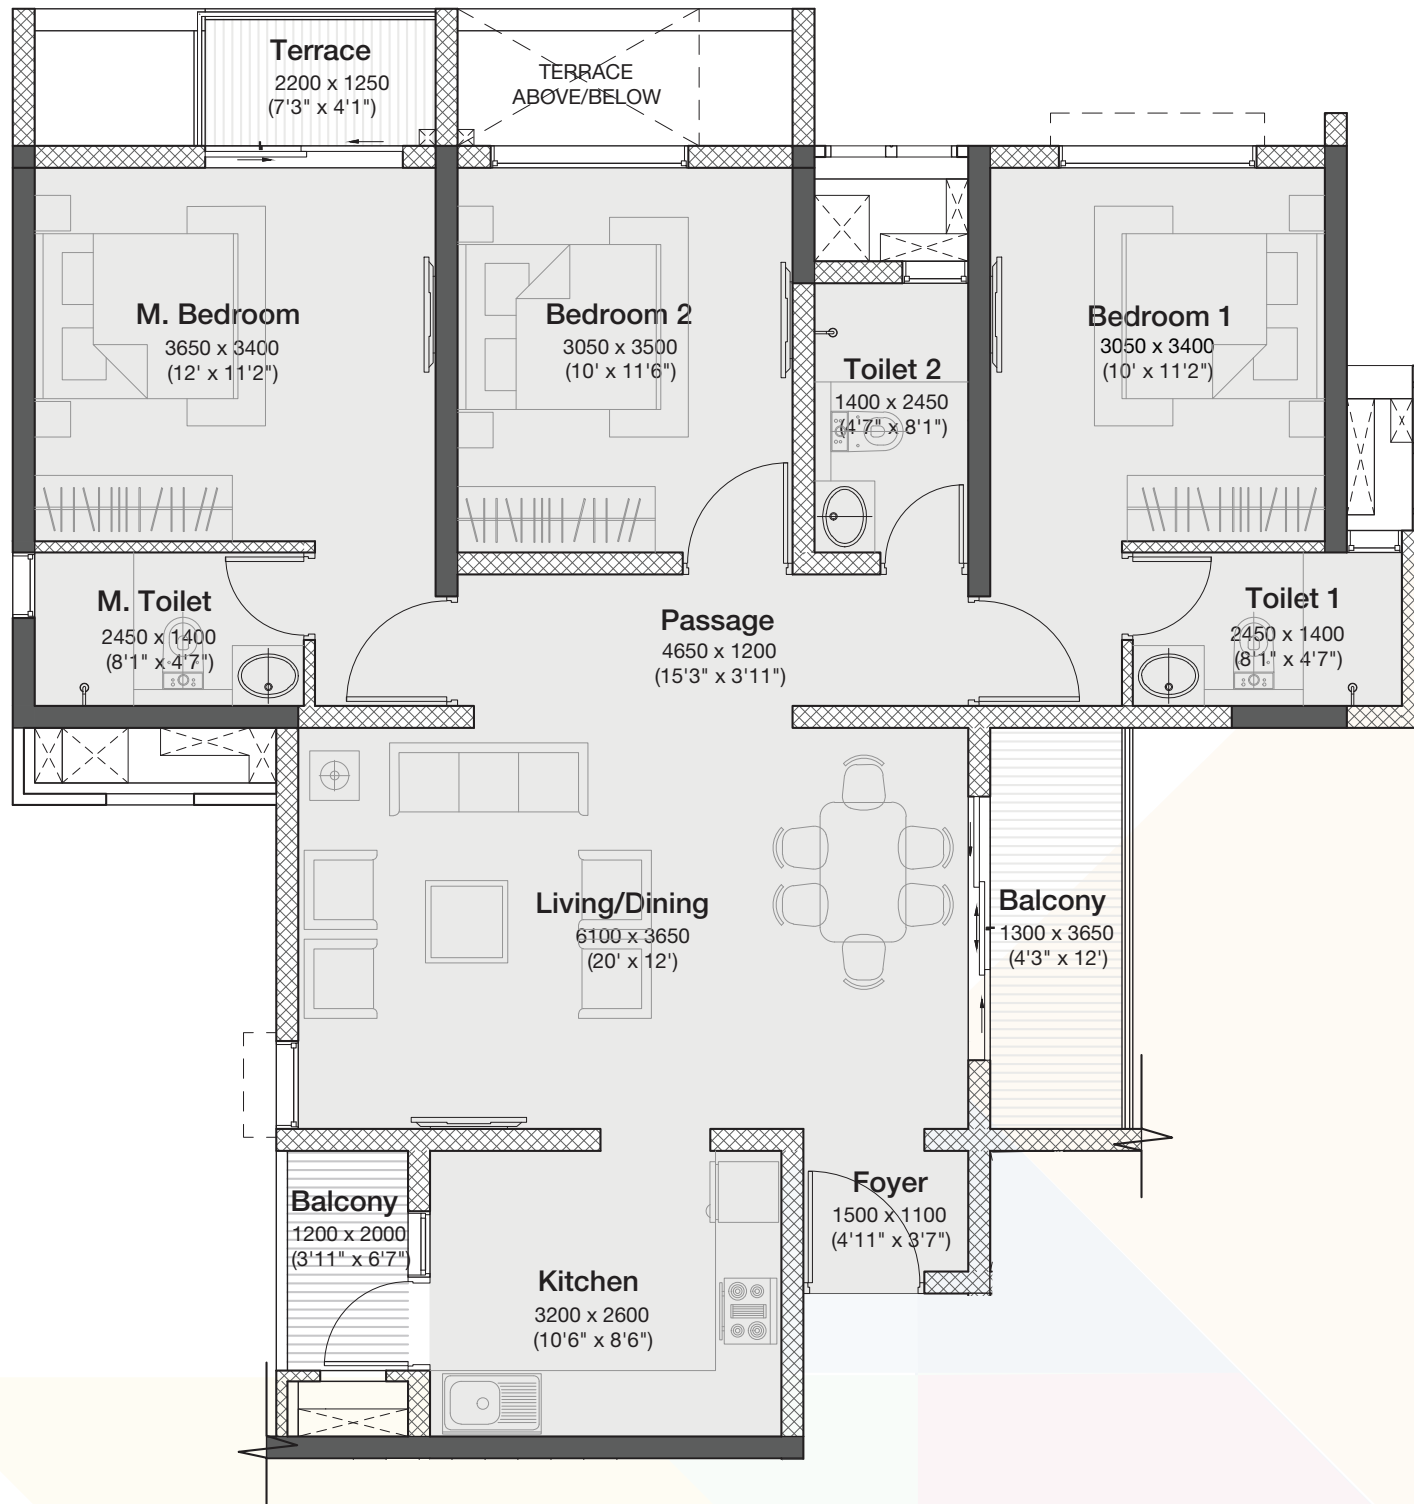 Terrace
2200 x 1250
(7'3" x 4'1")
TERRACE
ABOVE/BELOW
M. Bedroom
3650 x 3400
(12' x 11'2")
Bedroom 2
3050 x 3500
(10' x 11'6")
Bedroom 1
3050 x 3400
(10' x 11'2")
Toilet 2
1400 x 2450
(4'7" x 8'1")
M. Toilet
2450 x 1400
(8'1" x 4'7")
Passage
4650 x 1200
(15'3" x 3'11")
Toilet 1
2450 x 1400
(8'1" x 4'7")
Living/Dining
6100 x 3650
(20' x 12')
Balcony
1300 x 3650
(4'3" x 12')
Balcony
1200 x 2000
(3'11" x 6'7")
Foyer
1500 x 1100
(4'11" x 3'7")
Kitchen
3200 x 2600
(10'6" x 8'6")